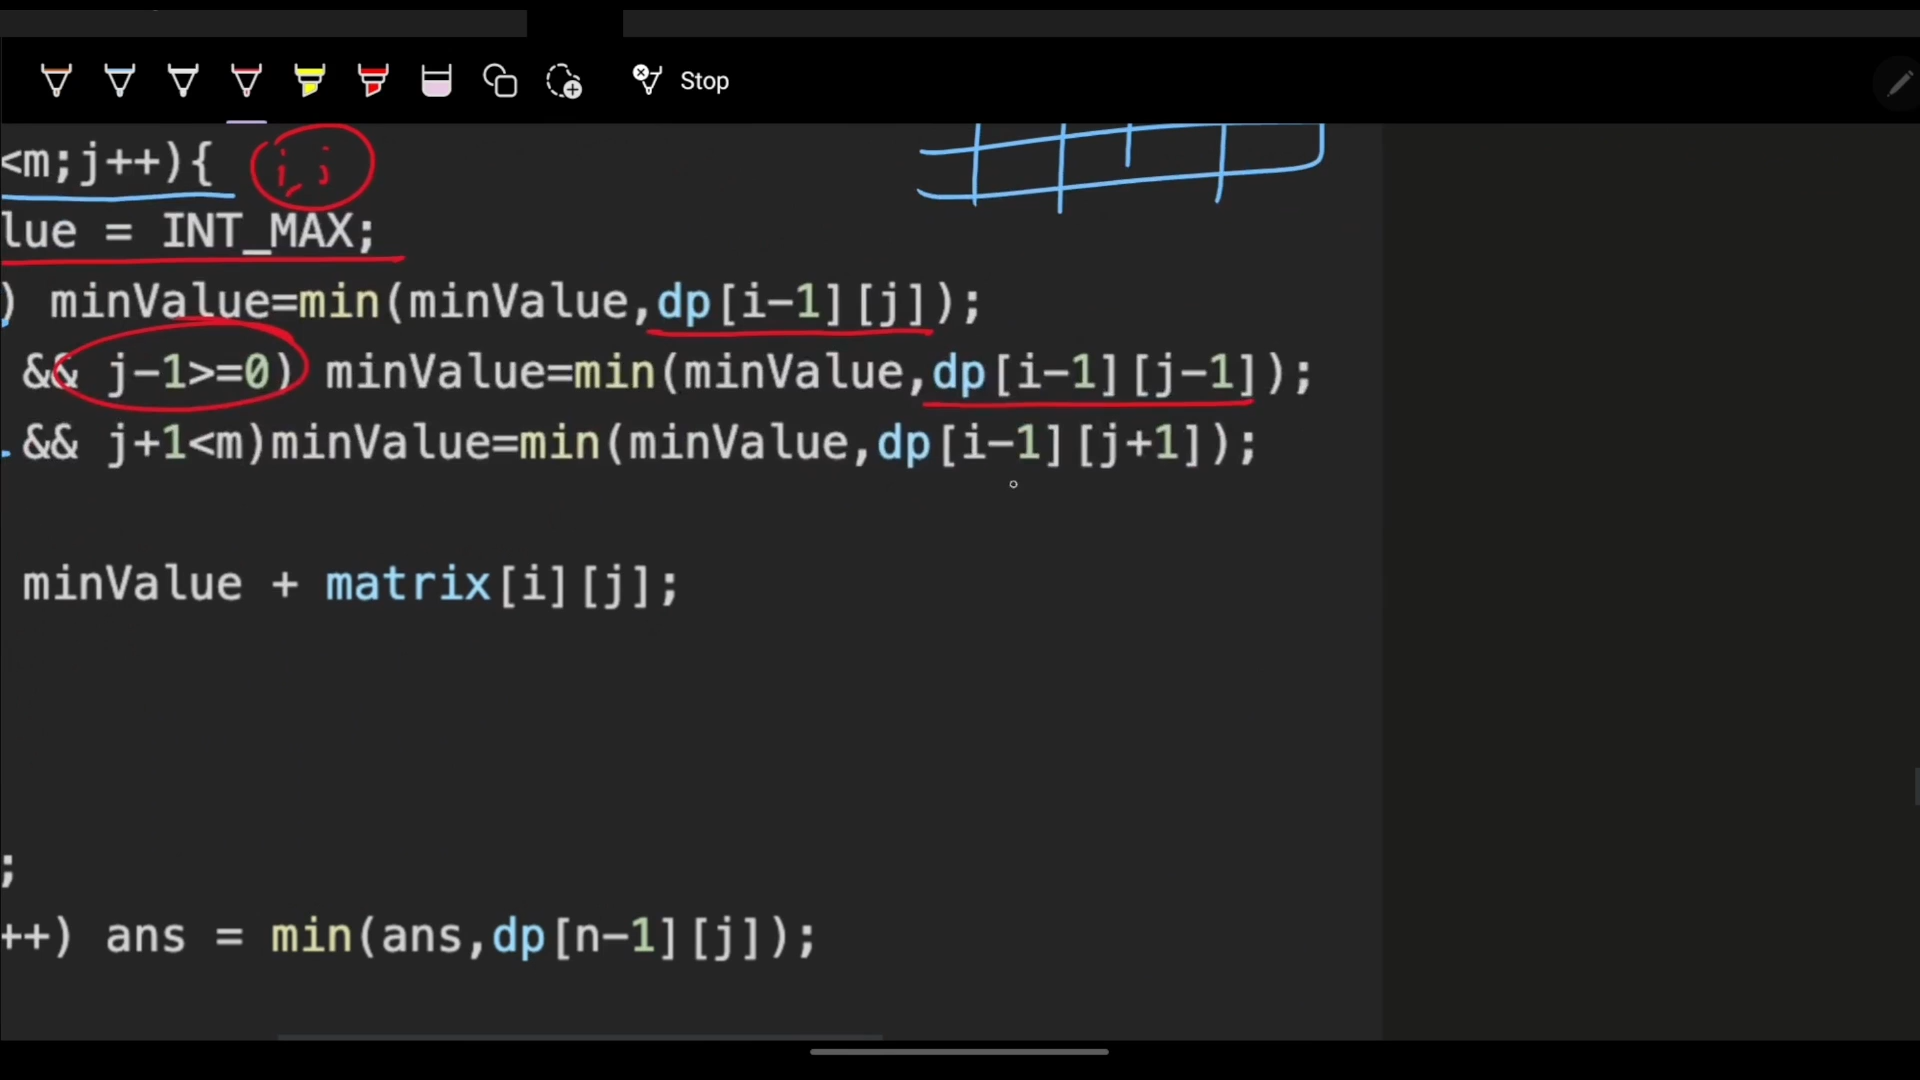 Stop
<m;j++){ i, j
lue = INT_MAX;
) minValue=min(minValue,dp[i-1][j]);
&& j-1>=0) minValue=min(minValue,dp[i-1][j-1]);
&& j+1<m)minValue=min(minValue,dp[i-1][j+1]);
minValue + matrix[i][j];
;
++) ans = min(ans,dp[n-1][j]);